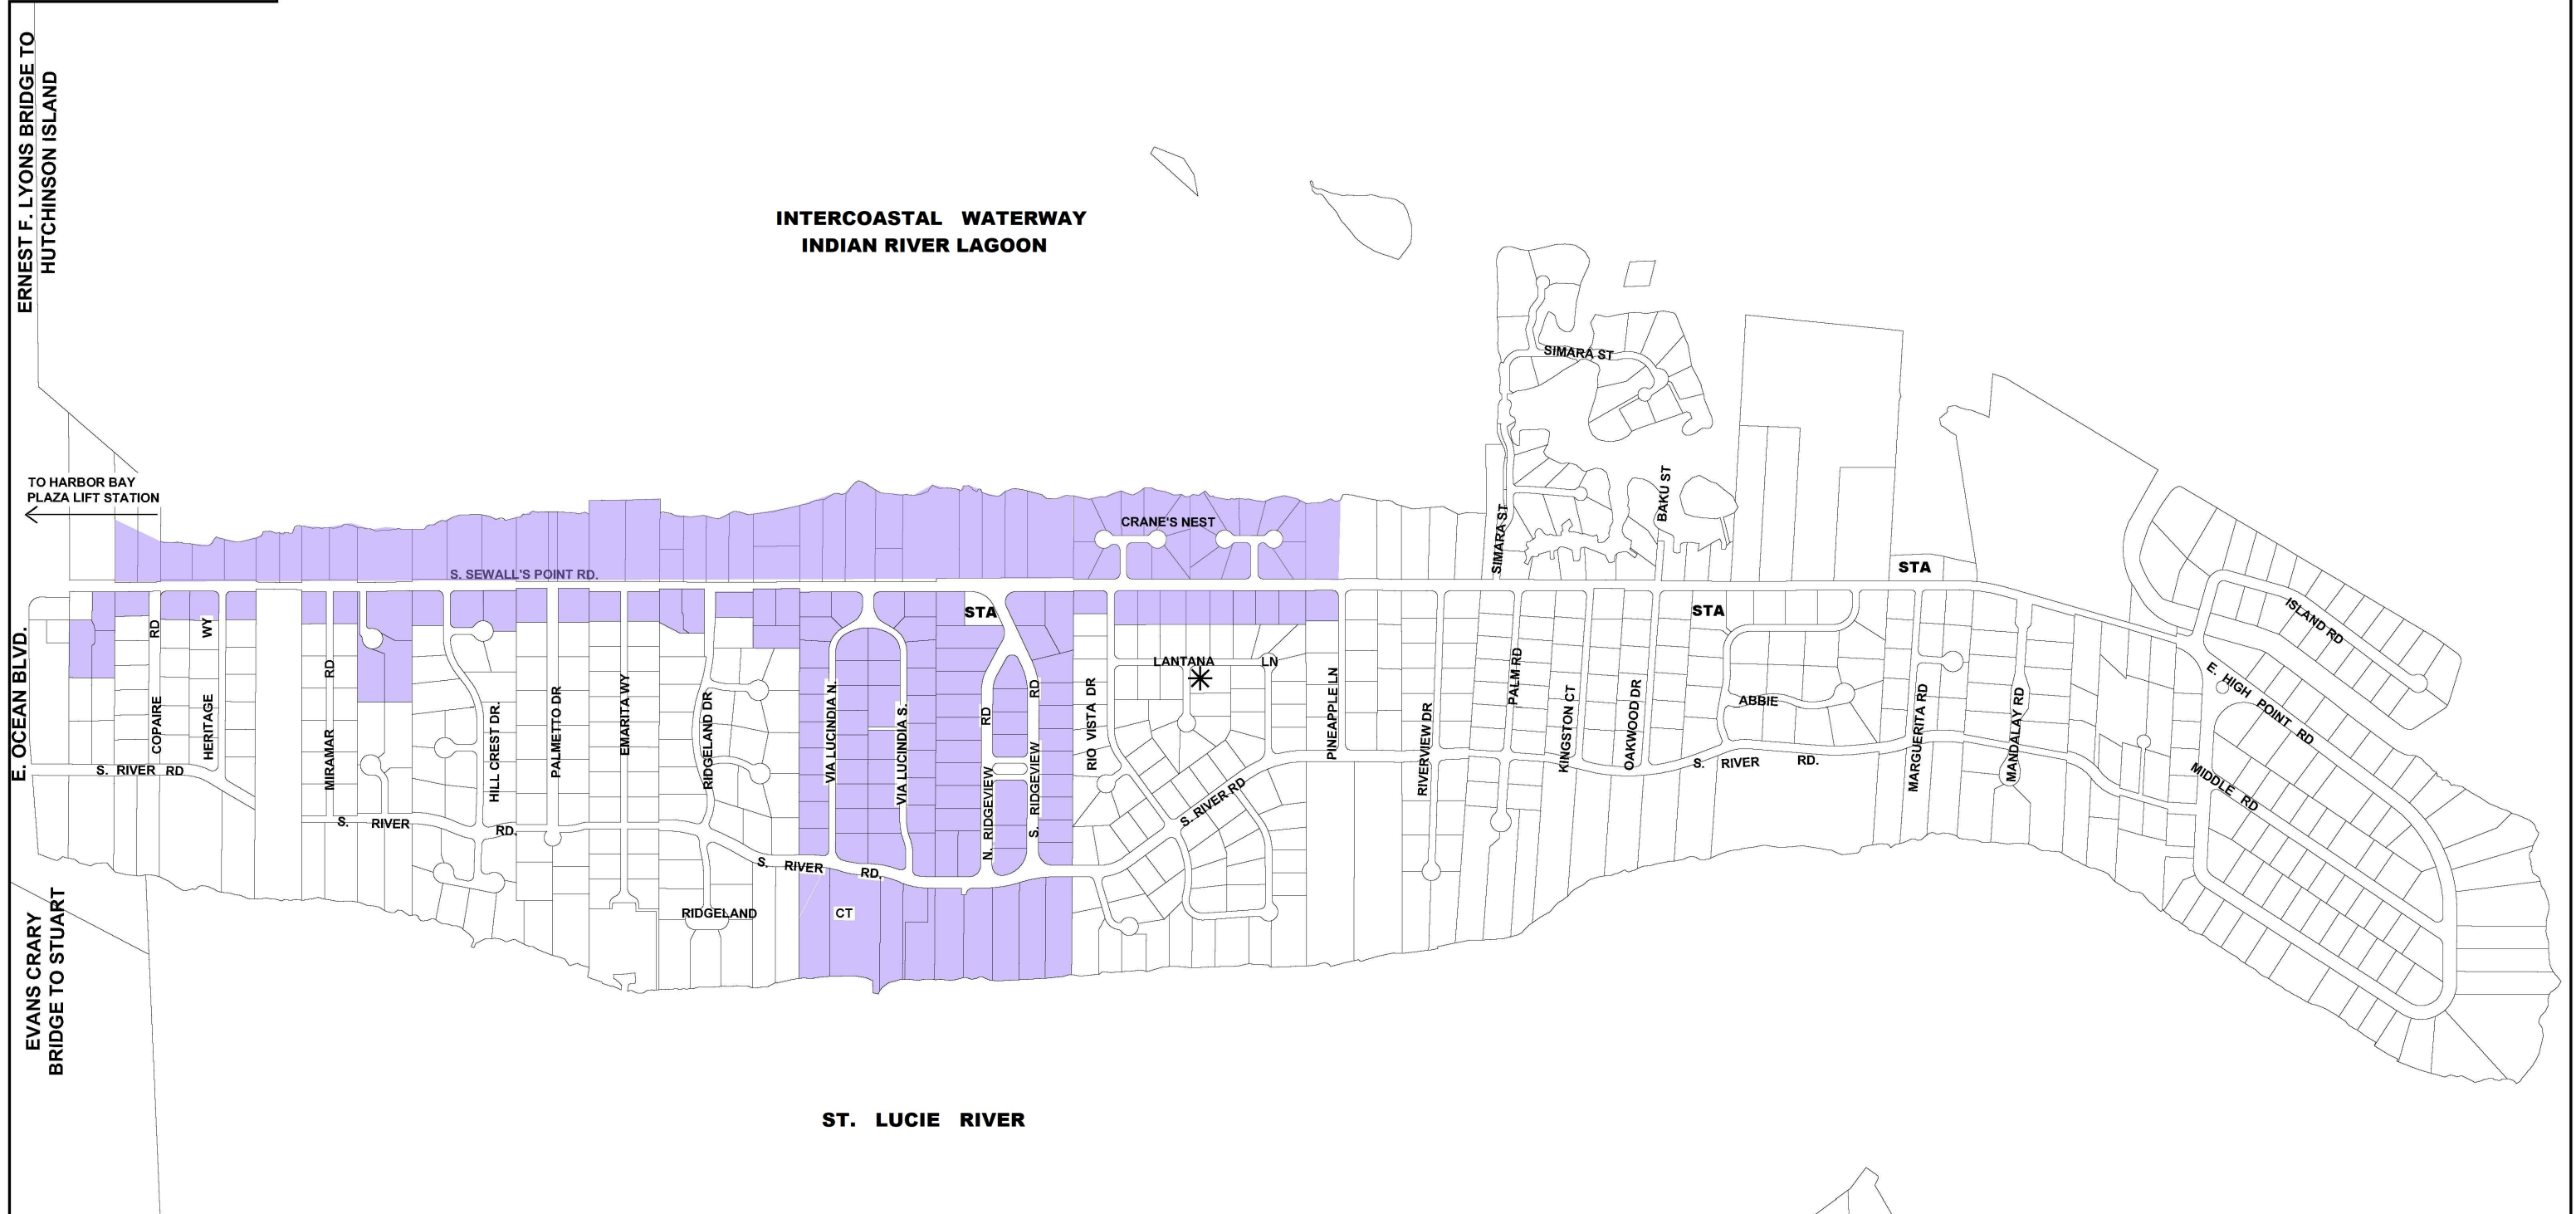 ERNEST F. LYONS BRIDGE TO
HUTCHINSON ISLAND
INTERCOASTAL WATERWAY
INDIAN RIVER LAGOON
SIMARA ST
TO HARBOR BAY
PLAZA LIFT STATION
CRANE'S NEST
SIMARA ST
BAKU ST
S. SEWALL'S POINT RD.
STA
STA
STA
E. OCEAN BLVD.
COPAIRE RD
HERITAGE WY
MIRAMAR RD
HILL CREST DR.
PALMETTO DR
EMARITA WY
RIDGELAND DR
VIA LUCINDIA N.
VIA LUCINDIA S.
N. RIDGEVIEW RD
S. RIDGEVIEW RD
RIO VISTA DR
LANTANA LN
PINEAPPLE LN
RIVERVIEW DR
PALM RD
KINGSTON CT
OAKWOOD DR
ABBIE
MARGUERITA RD
MANDALAY RD
ISLAND RD
E. HIGH POINT RD
MIDDLE RD
S. RIVER RD
S. RIVER RD.
S. RIVER RD.
S. RIVER RD
S. RIVER RD.
RIDGELAND CT
EVANS CRARY
BRIDGE TO STUART
ST. LUCIE RIVER